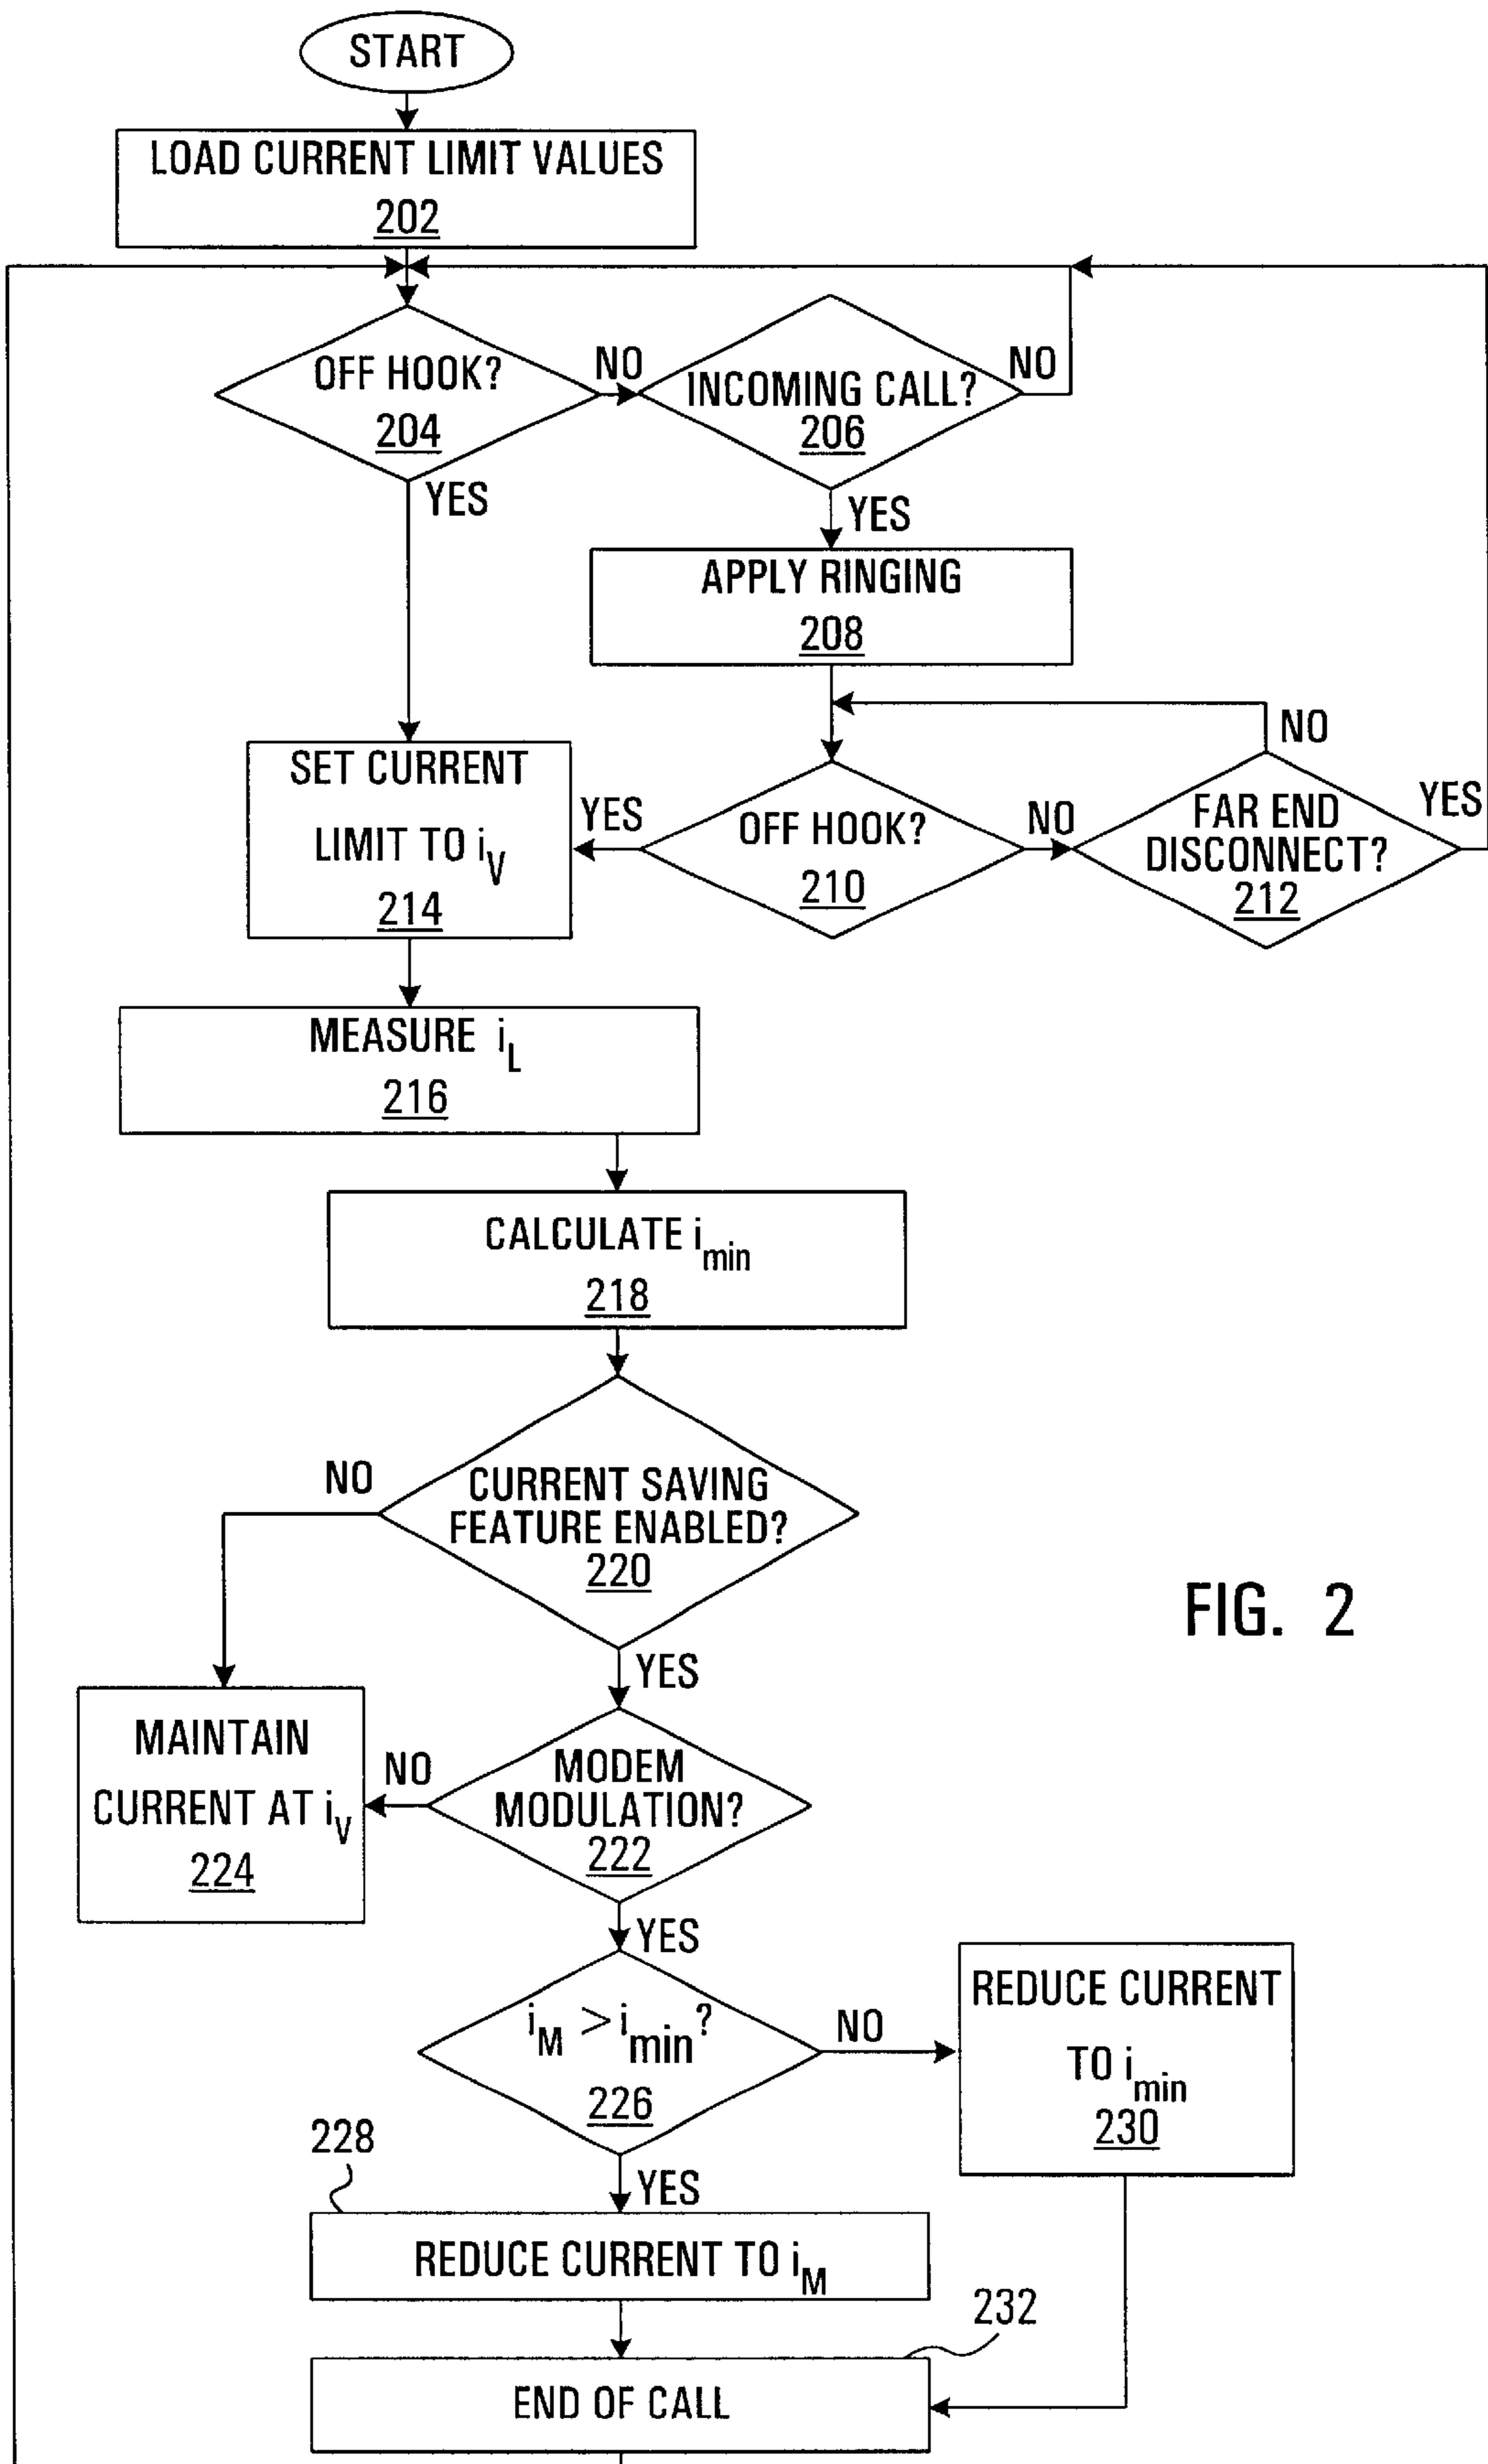 START
LOAD CURRENT LIMIT VALUES
202
OFF HOOK?
204
NO
INCOMING CALL?
206
NO
YES
YES
APPLY RINGING
208
SET CURRENT
LIMIT TO iV
214
YES
OFF HOOK?
210
NO
FAR END
DISCONNECT?
212
NO
YES
MEASURE iL
216
CALCULATE imin
218
CURRENT SAVING
FEATURE ENABLED?
220
NO
YES
MAINTAIN
CURRENT AT iV
224
NO
MODEM
MODULATION?
222
YES
iM > imin?
226
NO
REDUCE CURRENT
TO imin
230
YES
228
REDUCE CURRENT TO iM
232
END OF CALL
FIG. 2